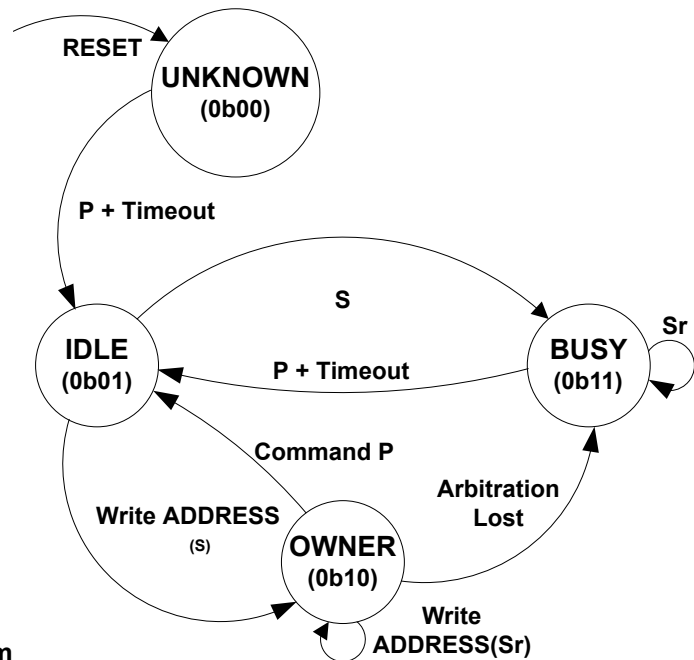 RESET
UNKNOWN
(0b00)
P + Timeout
S
Sr
IDLE
(0b01)
BUSY
(0b11)
P + Timeout
Command P
Arbitration
Lost
Write ADDRESS
(S)
OWNER
(0b10)
Write
ADDRESS(Sr)
m